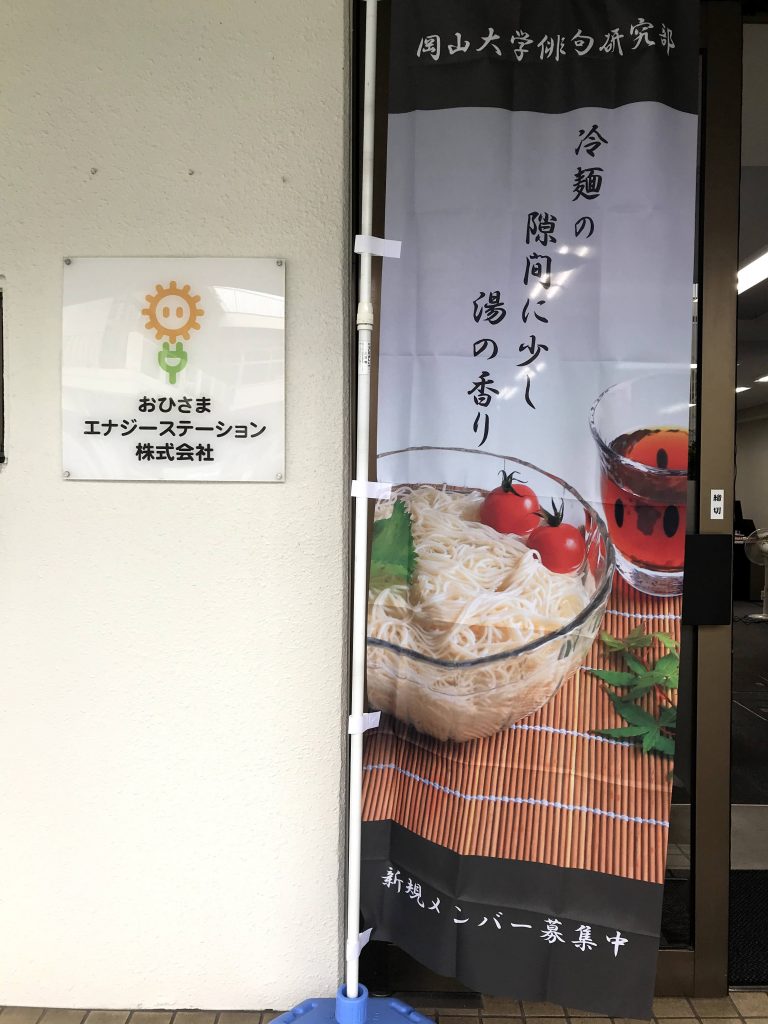 岡山大学俳句研究部
冷麺の
隙間に少し
湯の香り
新規メンバー募集中
おひさま
エナジーステーション
株式会社
締切